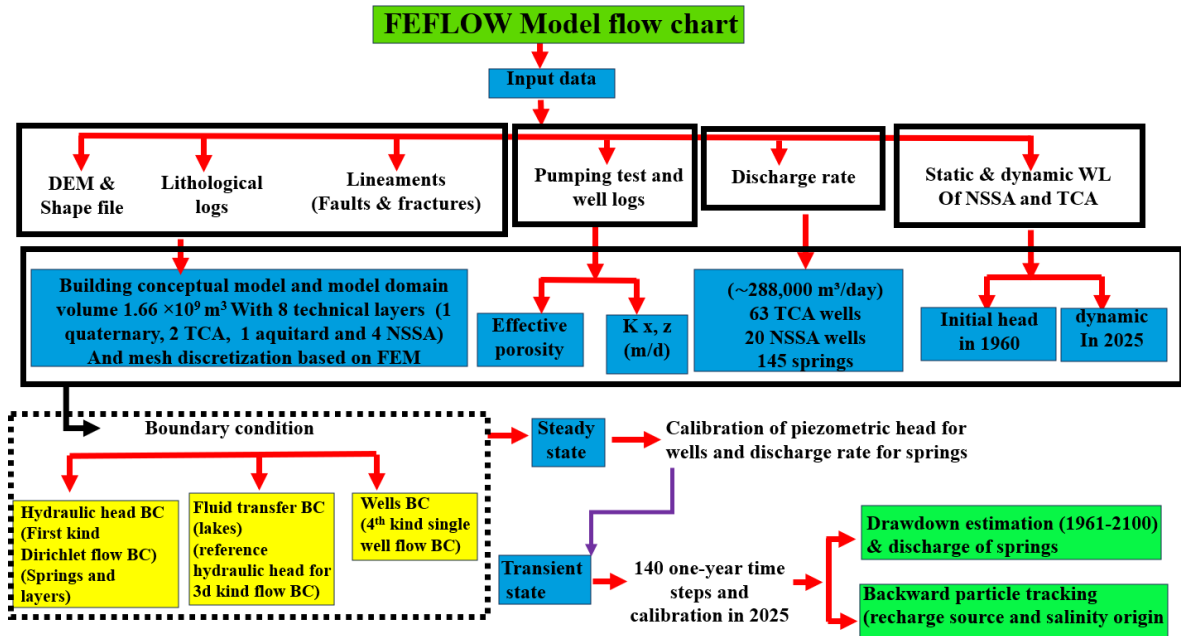 FEFLOW Model flow chart
Input data
DEM &
Shape file
Lithological
logs
Lineaments
(Faults & fractures)
Pumping test and
well logs
Discharge rate
Static & dynamic WL
Of NSSA and TCA
Building conceptual model and model domain
volume 1.66 ×10⁹ m³ With 8 technical layers (1
quaternary, 2 TCA, 1 aquitard and 4 NSSA)
And mesh discretization based on FEM
Effective
porosity
K x, z
(m/d)
(~288,000 m³/day)
63 TCA wells
20 NSSA wells
145 springs
Initial head
in 1960
dynamic
In 2025
Boundary condition
Hydraulic head BC
(First kind
Dirichlet flow BC)
(Springs and
layers)
Fluid transfer BC
(lakes)
(reference
hydraulic head for
3d kind flow BC)
Wells BC
(4th kind single
well flow BC)
Steady
state
Calibration of piezometric head for
wells and discharge rate for springs
Transient
state
140 one-year time
steps and
calibration in 2025
Drawdown estimation (1961-2100)
& discharge of springs
Backward particle tracking
(recharge source and salinity origin